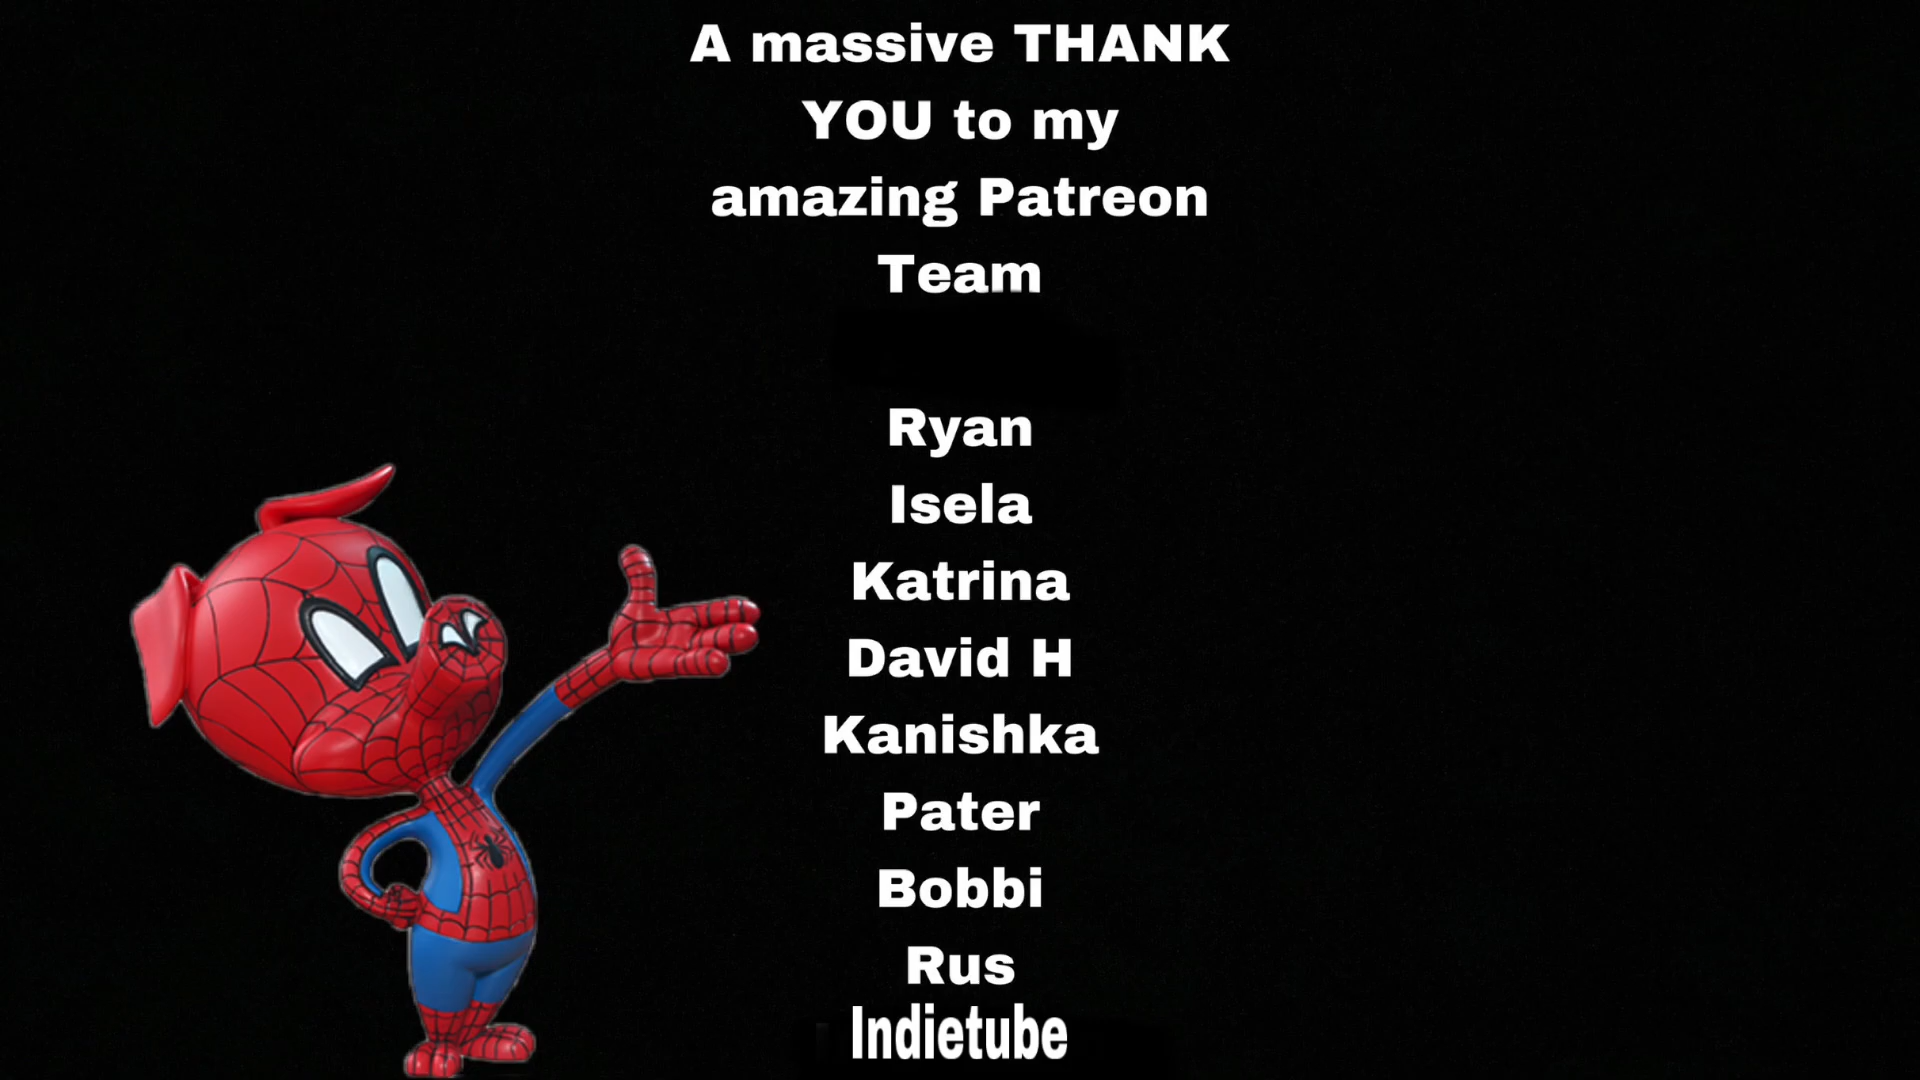 A massive THANK
YOU to my
amazing Patreon
Team
Ryan
Isela
Katrina
David H
Kanishka
Pater
Bobbi
Rus
Indietube